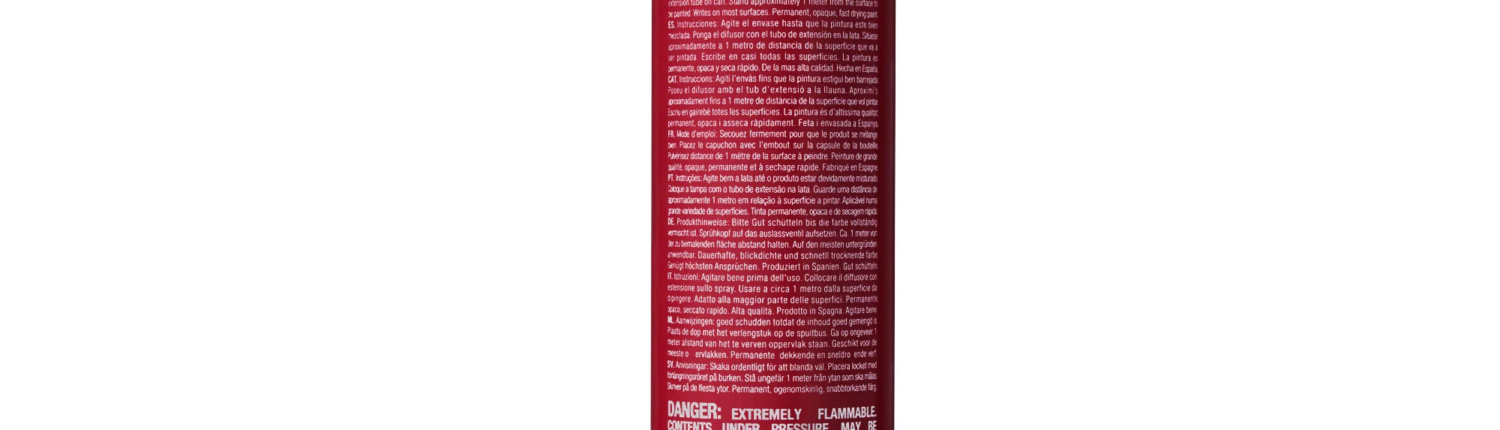 extension tube on can. Stand approximately 1 meter from the surface to
be painted. Writes on most surfaces. Permanent, opaque, fast drying paint.
ES. Instrucciones: Agite el envase hasta que la pintura este bien
mezclada. Ponga el difusor con el tubo de extensión en la lata. Sitúese
aproximadamente a 1 metro de distancia de la superficie que va a
ser pintada. Escribe en casi todas las superfícies. La pintura es
permanente, opaca y seca rápido. De la mas alta calidad. Hecha en España
CAT. Instruccions: Agiti l'envàs fins que la pintura estigui ben barrejada
Poseu el difusor amb el tub d'extensió a la llauna. Aproximi's
aproximadament fins a 1 metre de distància de la superfície que vol pintar
Escriu en gairebé totes les superfícies. La pintura és d'altíssima qualitat,
permanent, opaca i asseca ràpidament. Feta i envasada a Espanya
FR. Mode d'emploi: Secouez fermement pour que le produit se mélange
bien. Placez le capuchon avec l'embout sur la capsule de la bouteille
Pulvérisez distance de 1 mètre de la surface à peindre. Peinture de grande
qualité, opaque, permanente et à sechage rapide. Fabriqué en Espagne
PT. Instruções: Agite bem a lata até o produto estar devidamente misturado
Coloque a tampa com o tubo de extensão na lata. Guarde uma distância de
aproximadamente 1 metro em relação à superfície a pintar. Aplicável numa
grande variedade de superfícies. Tinta permanente, opaca e de secagem rápida
DE. Produkthinweise: Bitte Gut schütteln bis die farbe vollständig
vermischt ist. Sprühkopf auf das auslassventil aufsetzen. Ca. 1 meter von
der zu bemalenden fläche abstand halten. Auf den meisten untergründen
anwendbar. Dauerhafte, blickdichte und schnetll trocknende farbe
Genügt höchsten Ansprüchen. Produziert in Spanien. Gut schütteln
IT. Istruzioni: Agitare bene prima dell'uso. Collocare il diffusore con
estensione sullo spray. Usare a circa 1 metro dalla superficie da
dipingere. Adatto alla maggior parte delle superfici. Permanente
opaco, seccato rapido. Alta qualità. Prodotto in Spagna. Agitare bene
NL. Aanwijzingen: goed schudden totdat de inhoud goed gemengd is
Plaats de dop met het verlengstuk op de spuitbus. Ga op ongeveer 1
meter afstand van het te verven oppervlak staan. Geschikt voor de
meeste o ervlakken. Permanente dekkende en sneldro ende verf
SV. Anvisningar: Skaka ordentligt för att blanda väl. Placera locket med
förlängningsröret på burken. Stå ungefär 1 meter från ytan som ska målas
Skriver på de flesta ytor. Permanent, ogenomskinlig, snabbtorkande färg.
DANGER: EXTREMELY FLAMMABLE.
CONTENTS UNDER PRESSURE. MAY BE